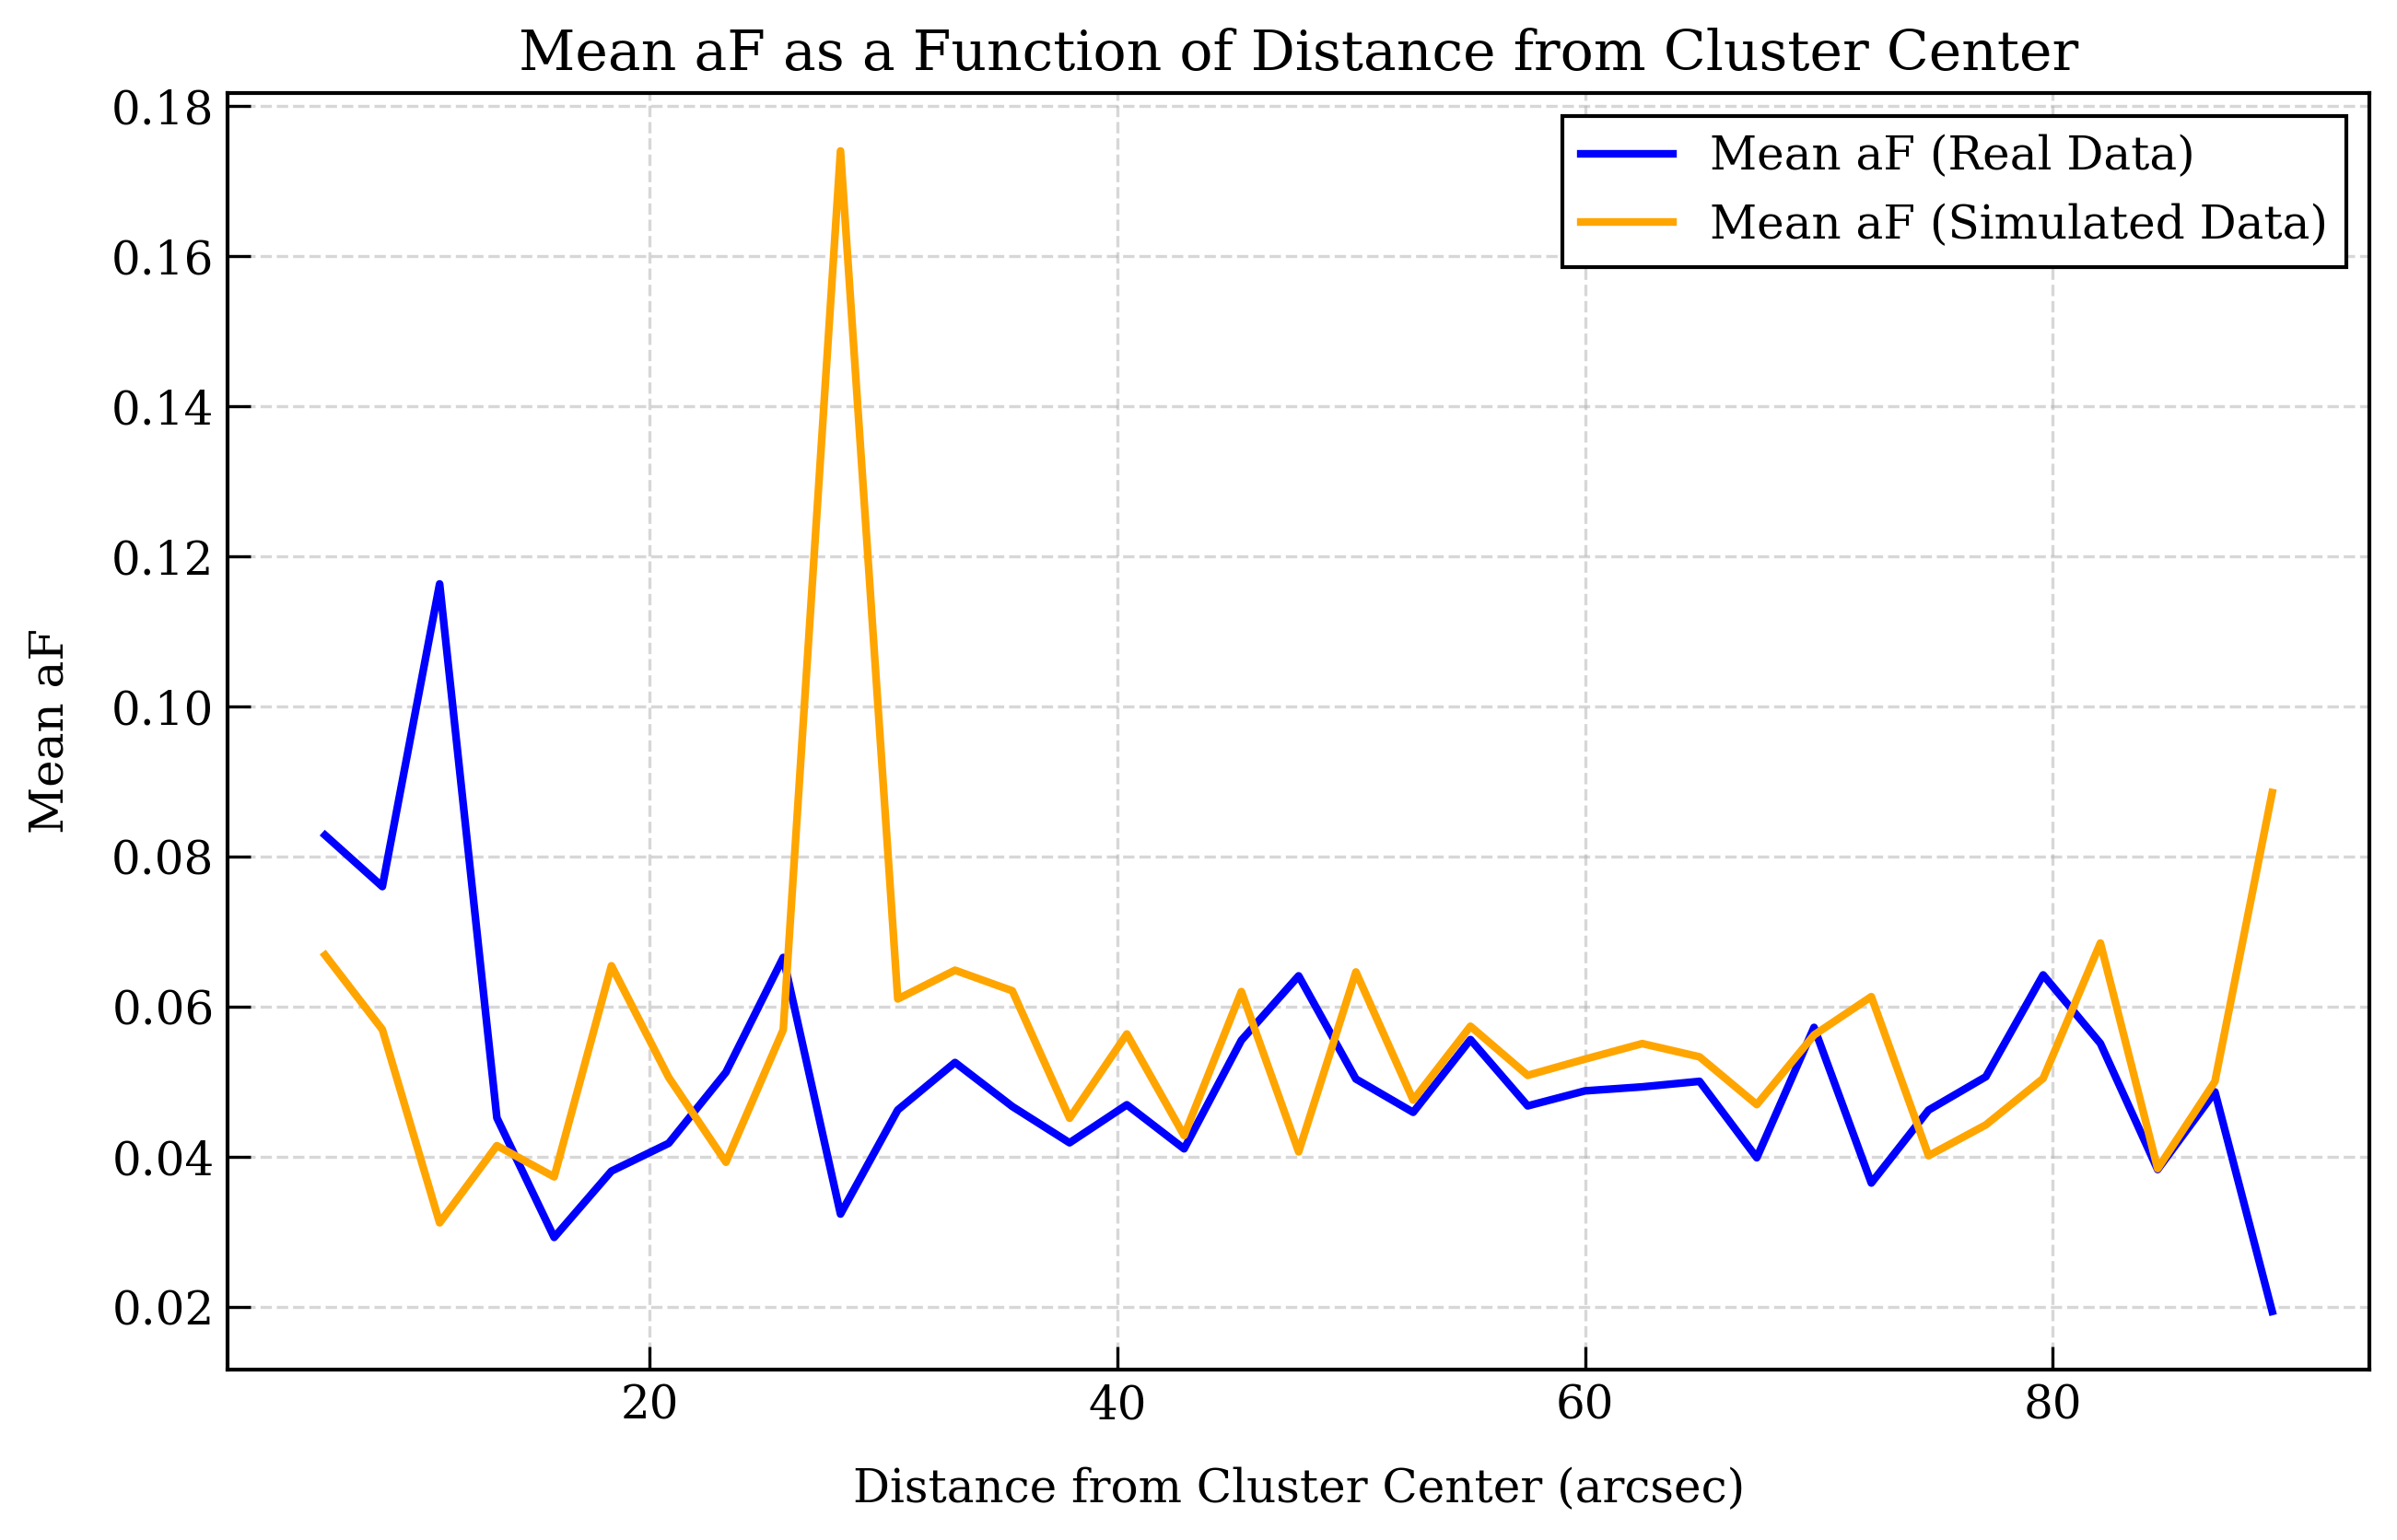 Mean aF as a Function of Distance from Cluster Center
Mean aF (Real Data)
Mean aF (Simulated Data)
Mean aF
0.18
0.16
0.14
0.12
0.10
0.08
0.06
0.04
0.02
20 40 60 80
Distance from Cluster Center (arcsec)